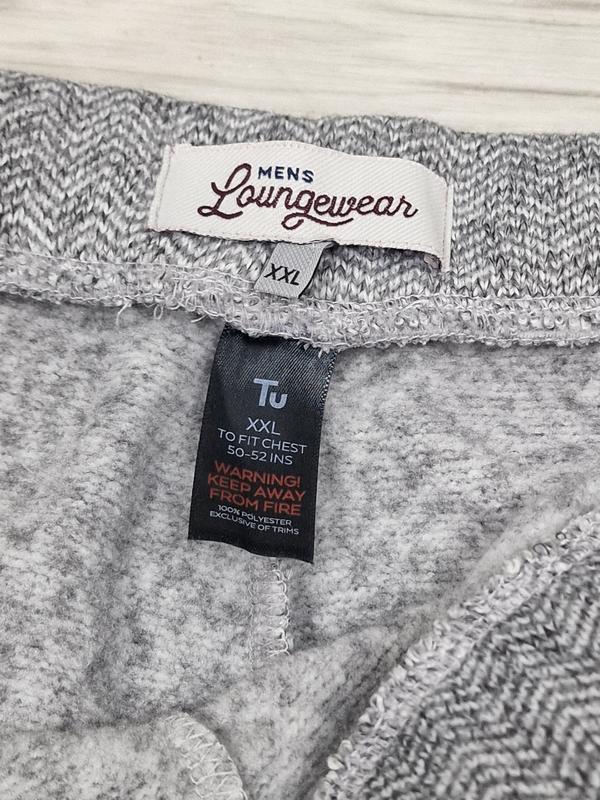 MENS
Loungewear
XXL
Tu
XXL
TO FIT CHEST
50-52 INS
WARNING!
KEEP AWAY
FROM FIRE
100% POLYESTER
EXCLUSIVE OF TRIMS